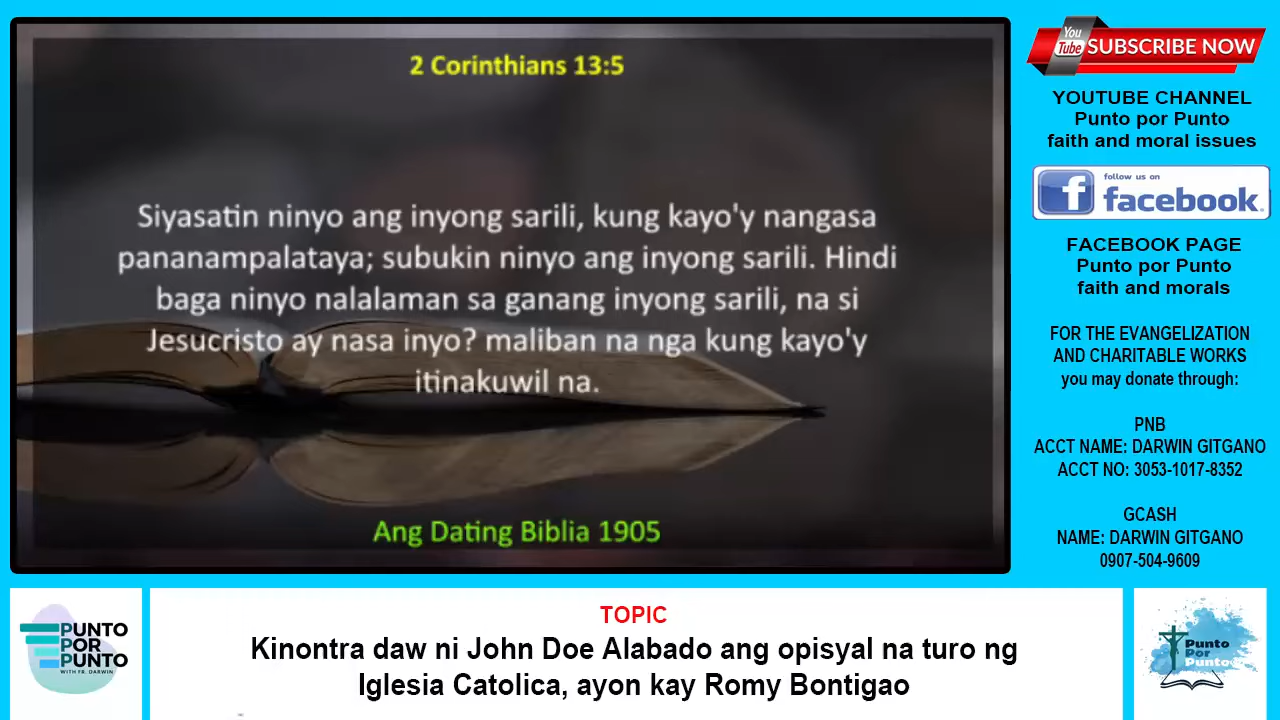 2 Corinthians 13:5
Siyasatin ninyo ang inyong sarili, kung kayo'y nangasa
pananampalataya; subukin ninyo ang inyong sarili. Hindi
baga ninyo nalalaman sa ganang inyong sarili, na si
Jesucristo ay nasa inyo? maliban na nga kung kayo'y
itinakuwil na.
Ang Dating Biblia 1905
You
Tube
SUBSCRIBE NOW
YOUTUBE CHANNEL
Punto por Punto
faith and moral issues
follow us on
facebook
FACEBOOK PAGE
Punto por Punto
faith and morals
FOR THE EVANGELIZATION
AND CHARITABLE WORKS
you may donate through:
PNB
ACCT NAME: DARWIN GITGANO
ACCT NO: 3053-1017-8352
GCASH
NAME: DARWIN GITGANO
0907-504-9609
PUNTO
POR
PUNTO
WITH FR. DARWIN
TOPIC
Kinontra daw ni John Doe Alabado ang opisyal na turo ng
Iglesia Catolica, ayon kay Romy Bontigao
Punto
Por
Punto